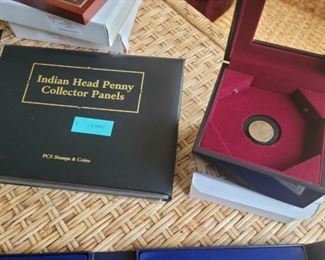 Indian Head Penny
Collector Panels
PCS Stamps & Coins